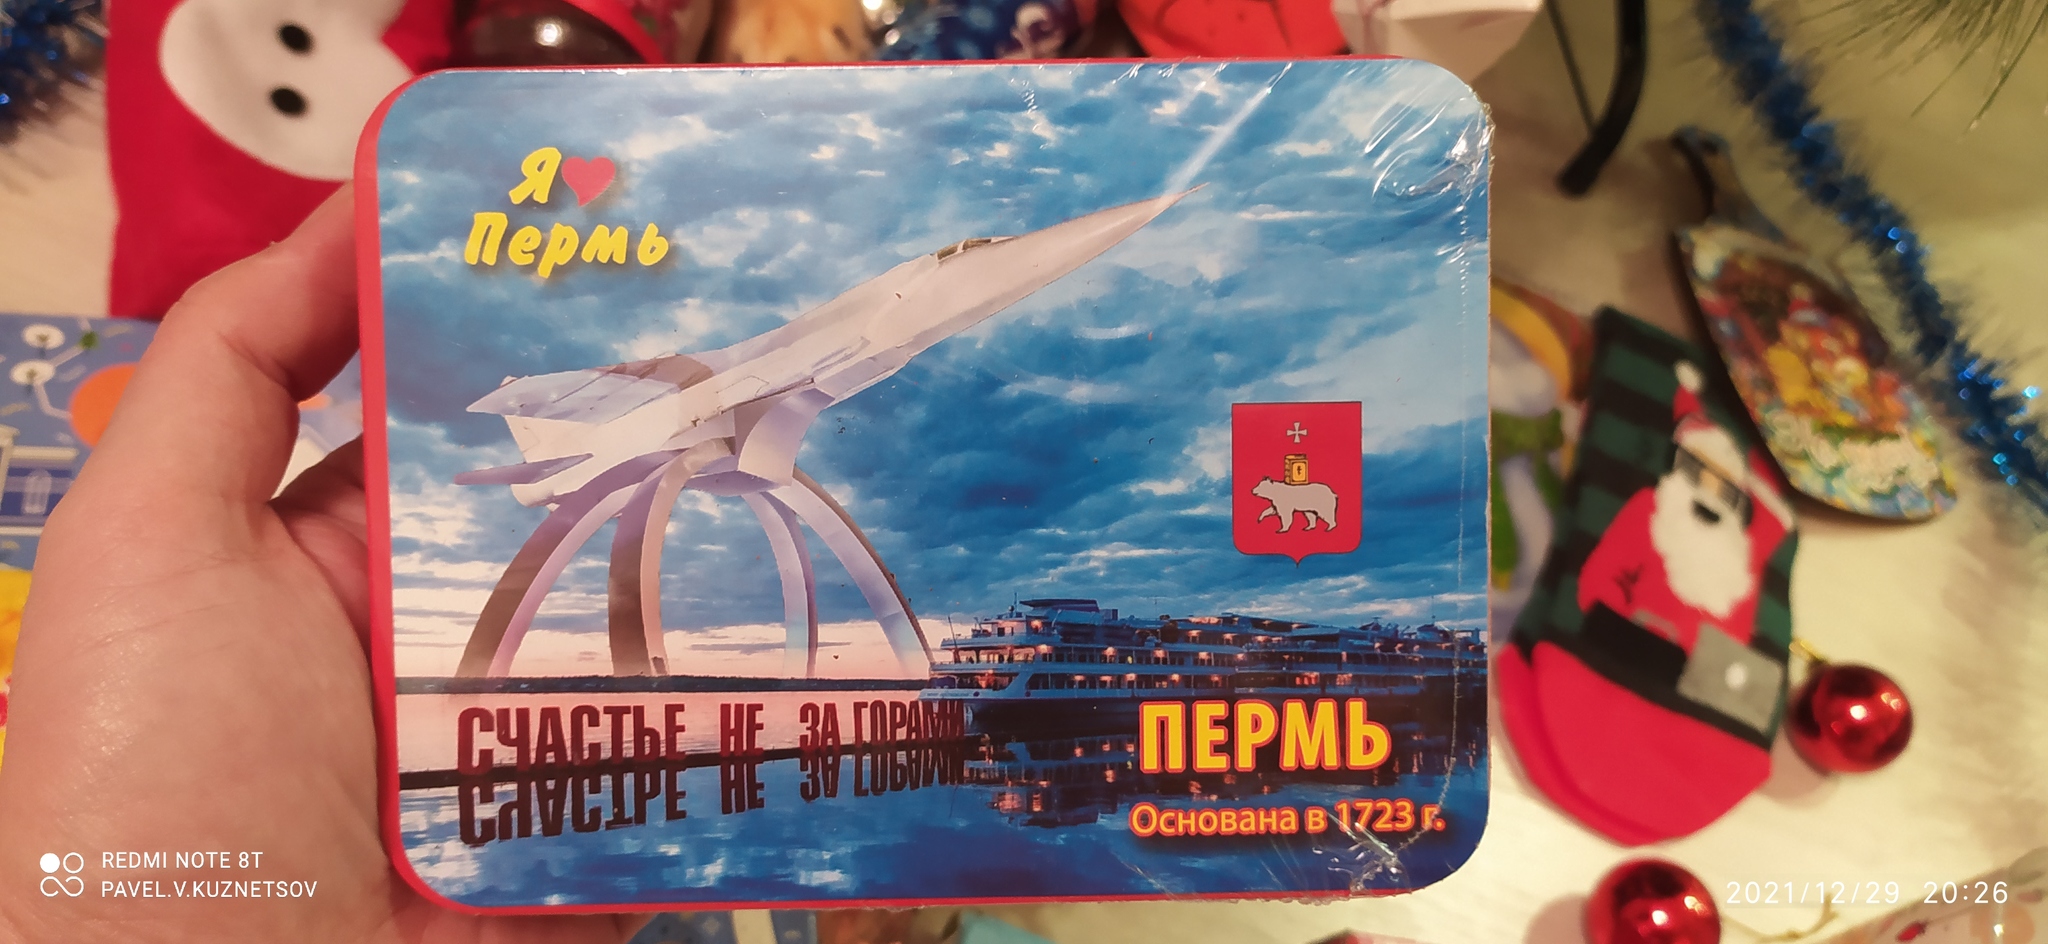 Я❤
Пермь
СЧАСТЬЕ НЕ ЗА ГОРАМИ
ПЕРМЬ
Основана в 1723 г.
REDMI NOTE 8T
PAVEL.V.KUZNETSOV
2021/12/29 20:26